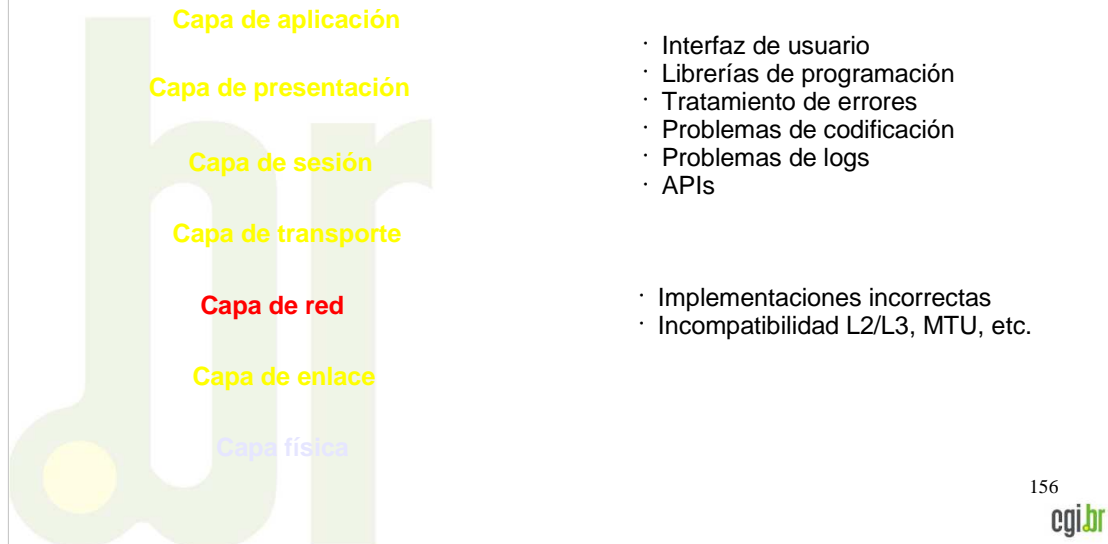 Capa de aplicación
Capa de presentación
Capa de sesión
Capa de transporte
Capa de red
Capa de enlace
Capa física
· Interfaz de usuario
· Librerías de programación
· Tratamiento de errores
· Problemas de codificación
· Problemas de logs
· APIs
· Implementaciones incorrectas
· Incompatibilidad L2/L3, MTU, etc.
156
cgi.br